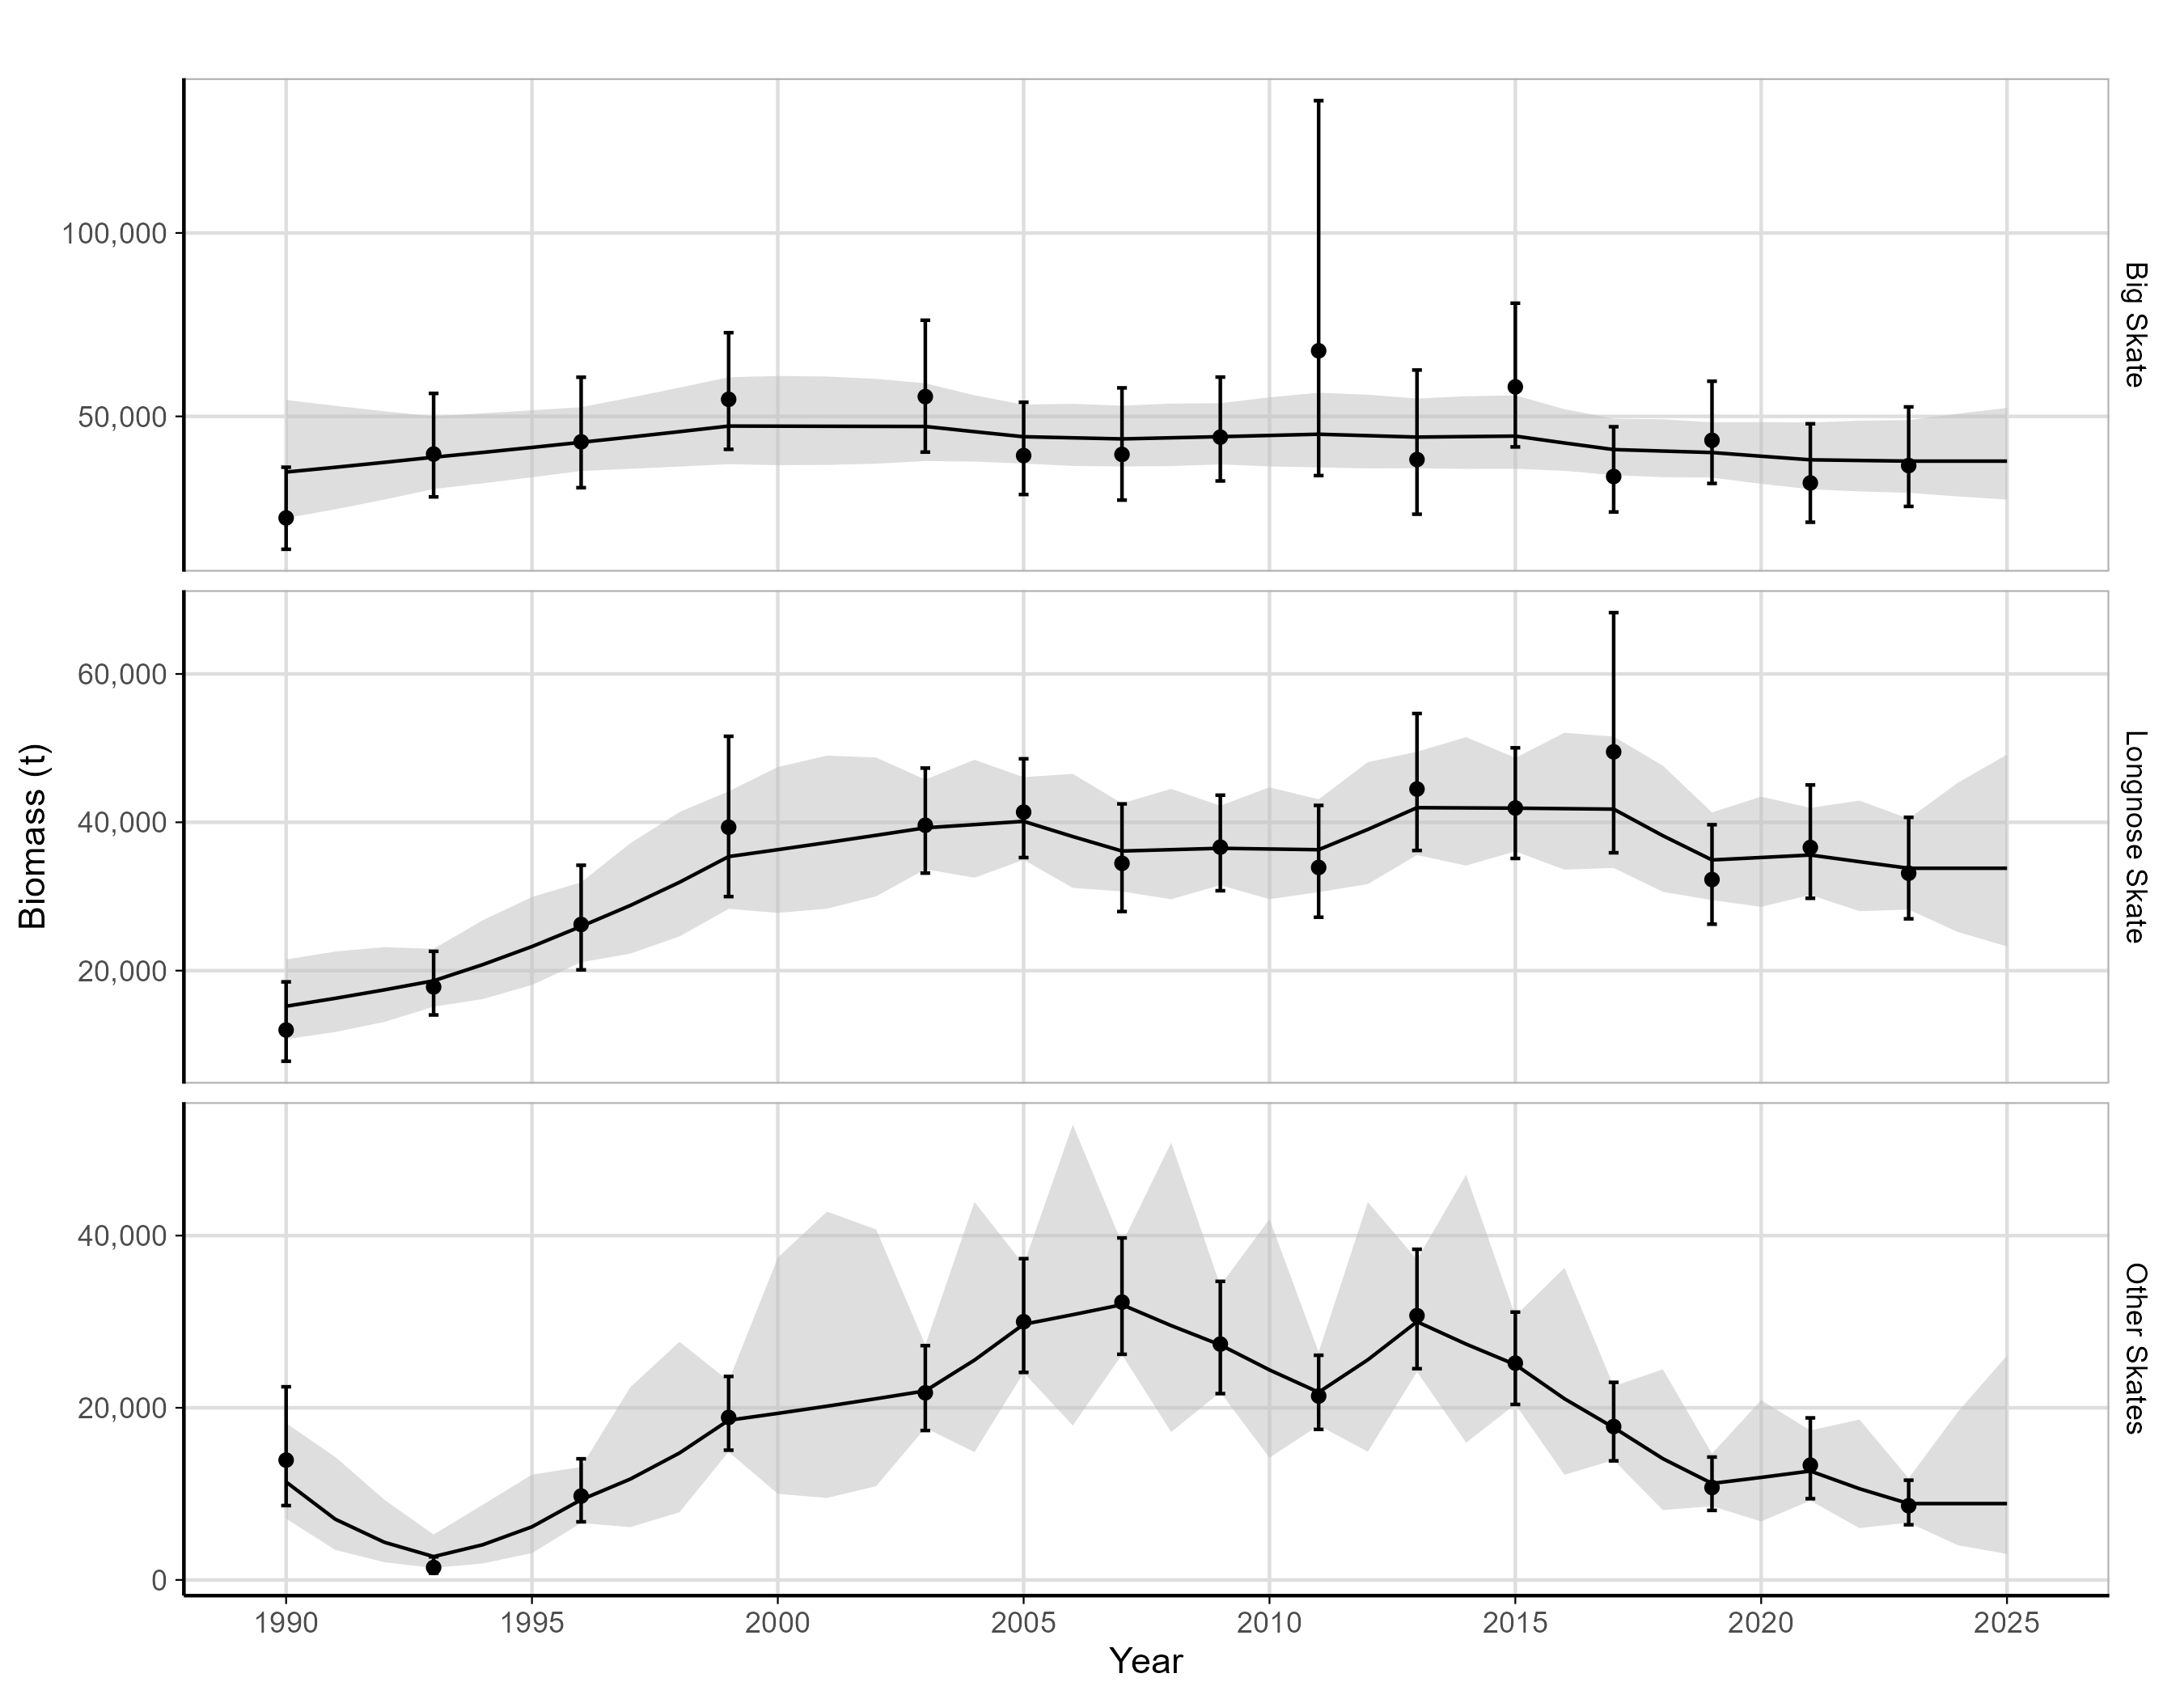 Biomass (t)
100,000
50,000
Big Skate
60,000
40,000
20,000
Longnose Skate
40,000
20,000
0
Other Skates
1990 1995 2000 2005 2010 2015 2020 2025
Year